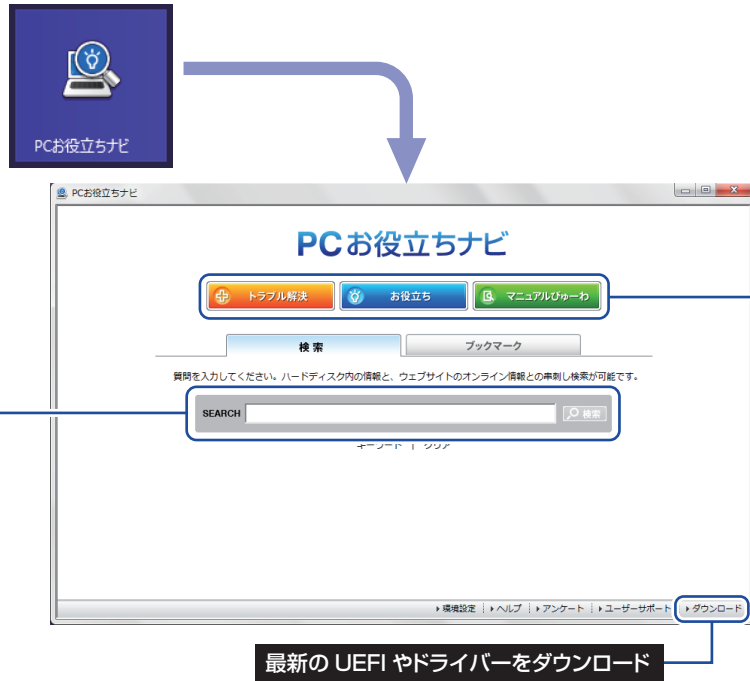 PCお役立ちナビ
PCお役立ちナビ
PCお役立ちナビ
トラブル解決 お役立ち マニュアルびゅーわ
検索 ブックマーク
質問を入力してください。ハードディスク内の情報と、ウェブサイトのオンライン情報との串刺し検索が可能です。
SEARCH 検索
キーワード | クリア
▶環境設定 ▶ヘルプ ▶アンケート ▶ユーザーサポート ▶ダウンロード
最新の UEFI やドライバーをダウンロード